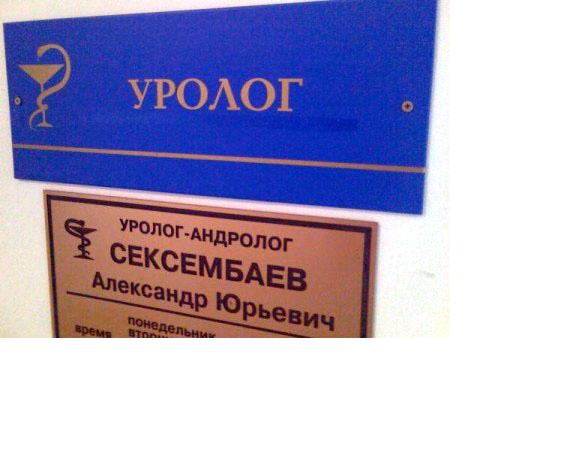 УРОЛОГ
УРОЛОГ-АНДРОЛОГ
СЕКСЕМБАЕВ
Александр Юрьевич
понедельник
время